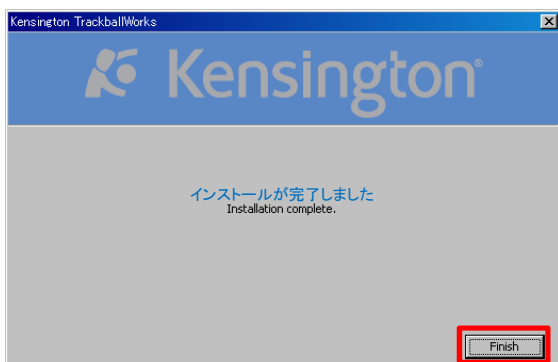 Kensington TrackballWorks
Kensington®
インストールが完了しました
Installation complete.
Finish